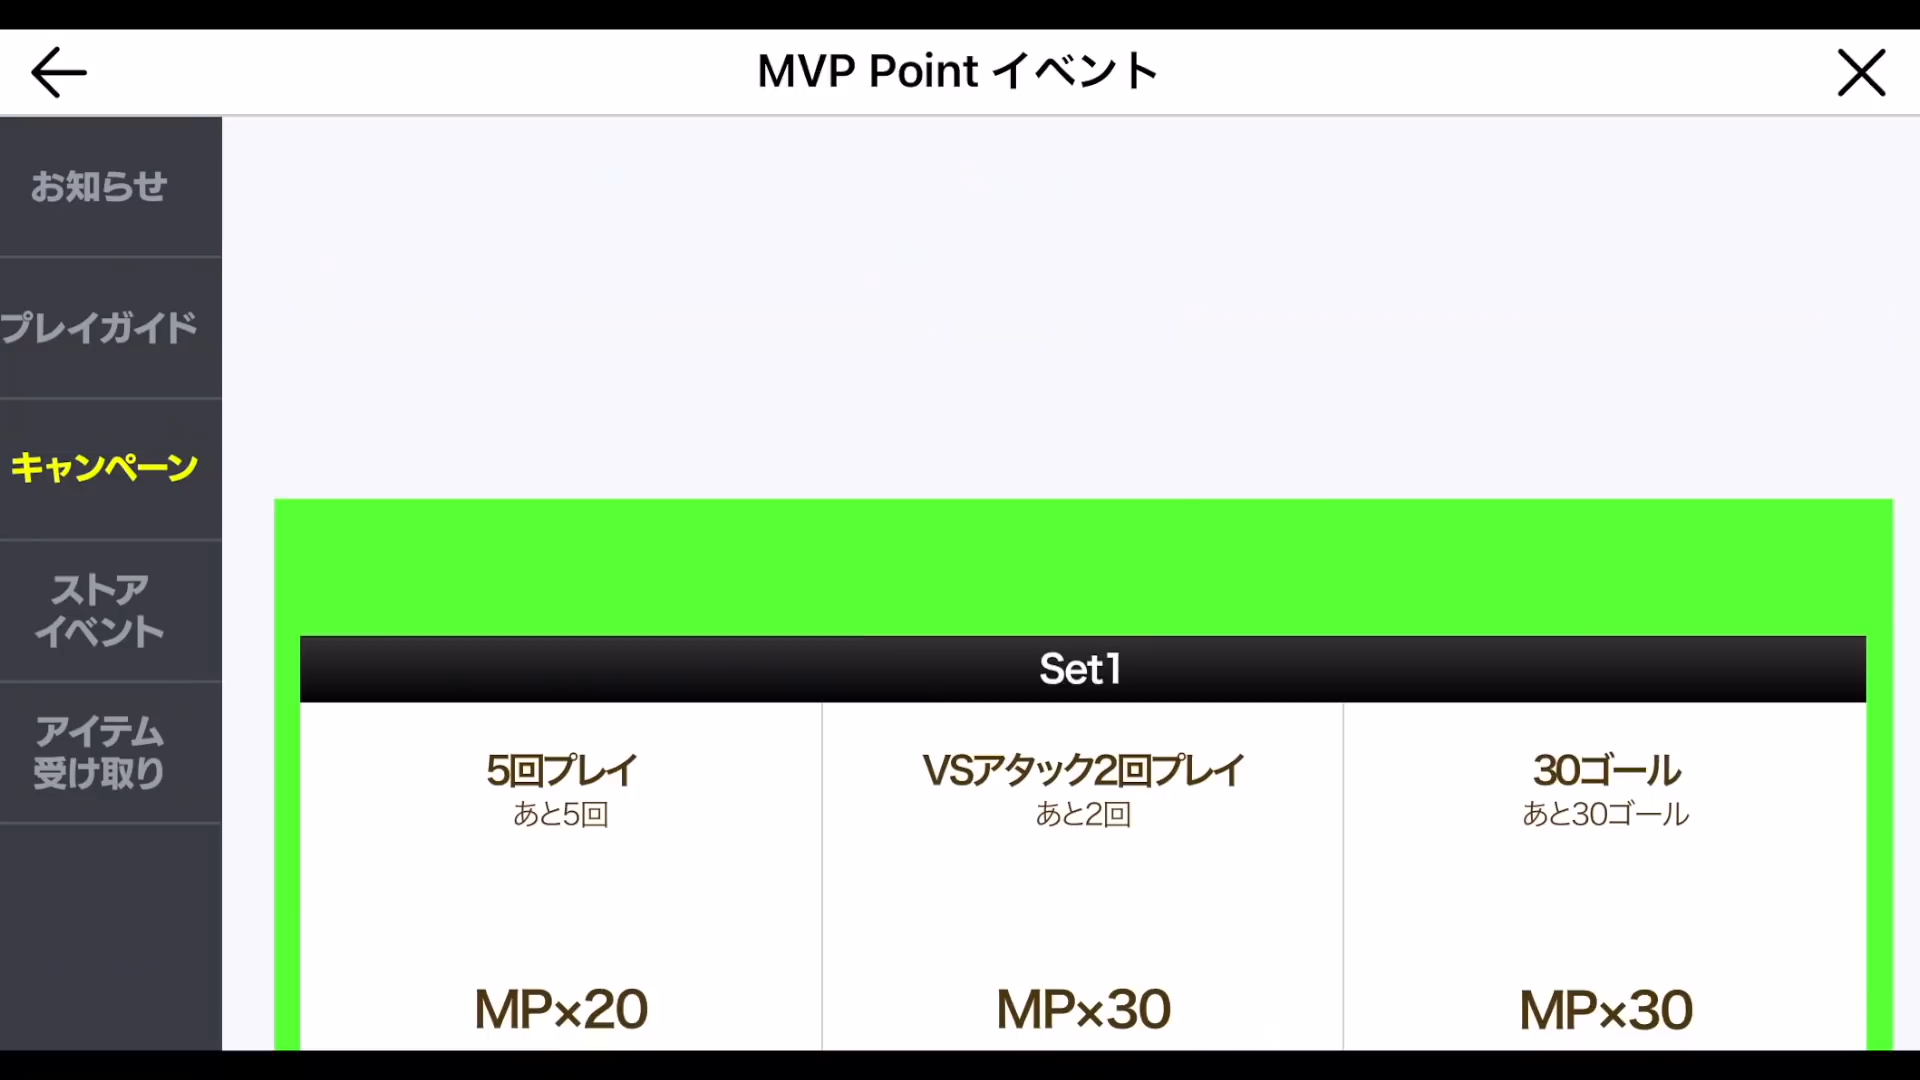 MVP Point イベント
お知らせ
プレイガイド
キャンペーン
ストア
イベント
アイテム
受け取り
Set1
5回プレイ
あと5回
MP×20
VSアタック2回プレイ
あと2回
MP×30
30ゴール
あと30ゴール
MP×30